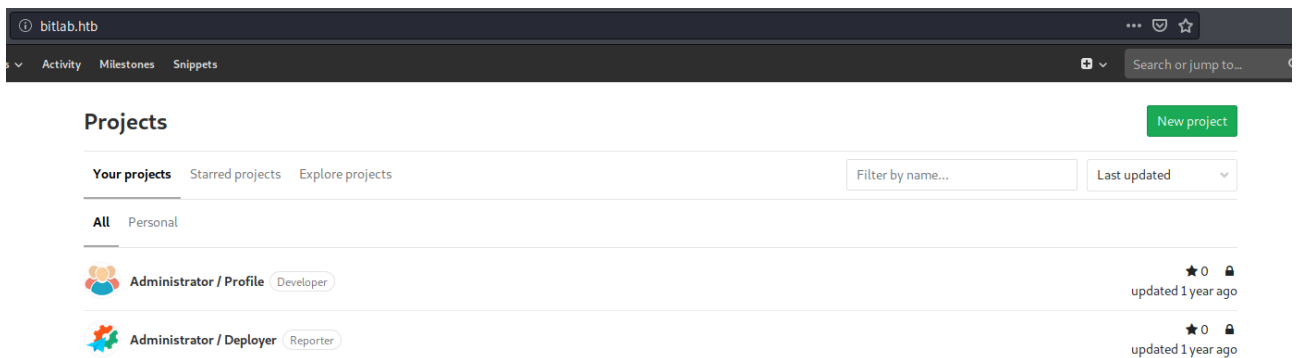 bitlab.htb
Activity Milestones Snippets Search or jump to...
Projects New project
Your projects Starred projects Explore projects Filter by name... Last updated
All Personal
Administrator / Profile Developer 0
updated 1 year ago
Administrator / Deployer Reporter 0
updated 1 year ago